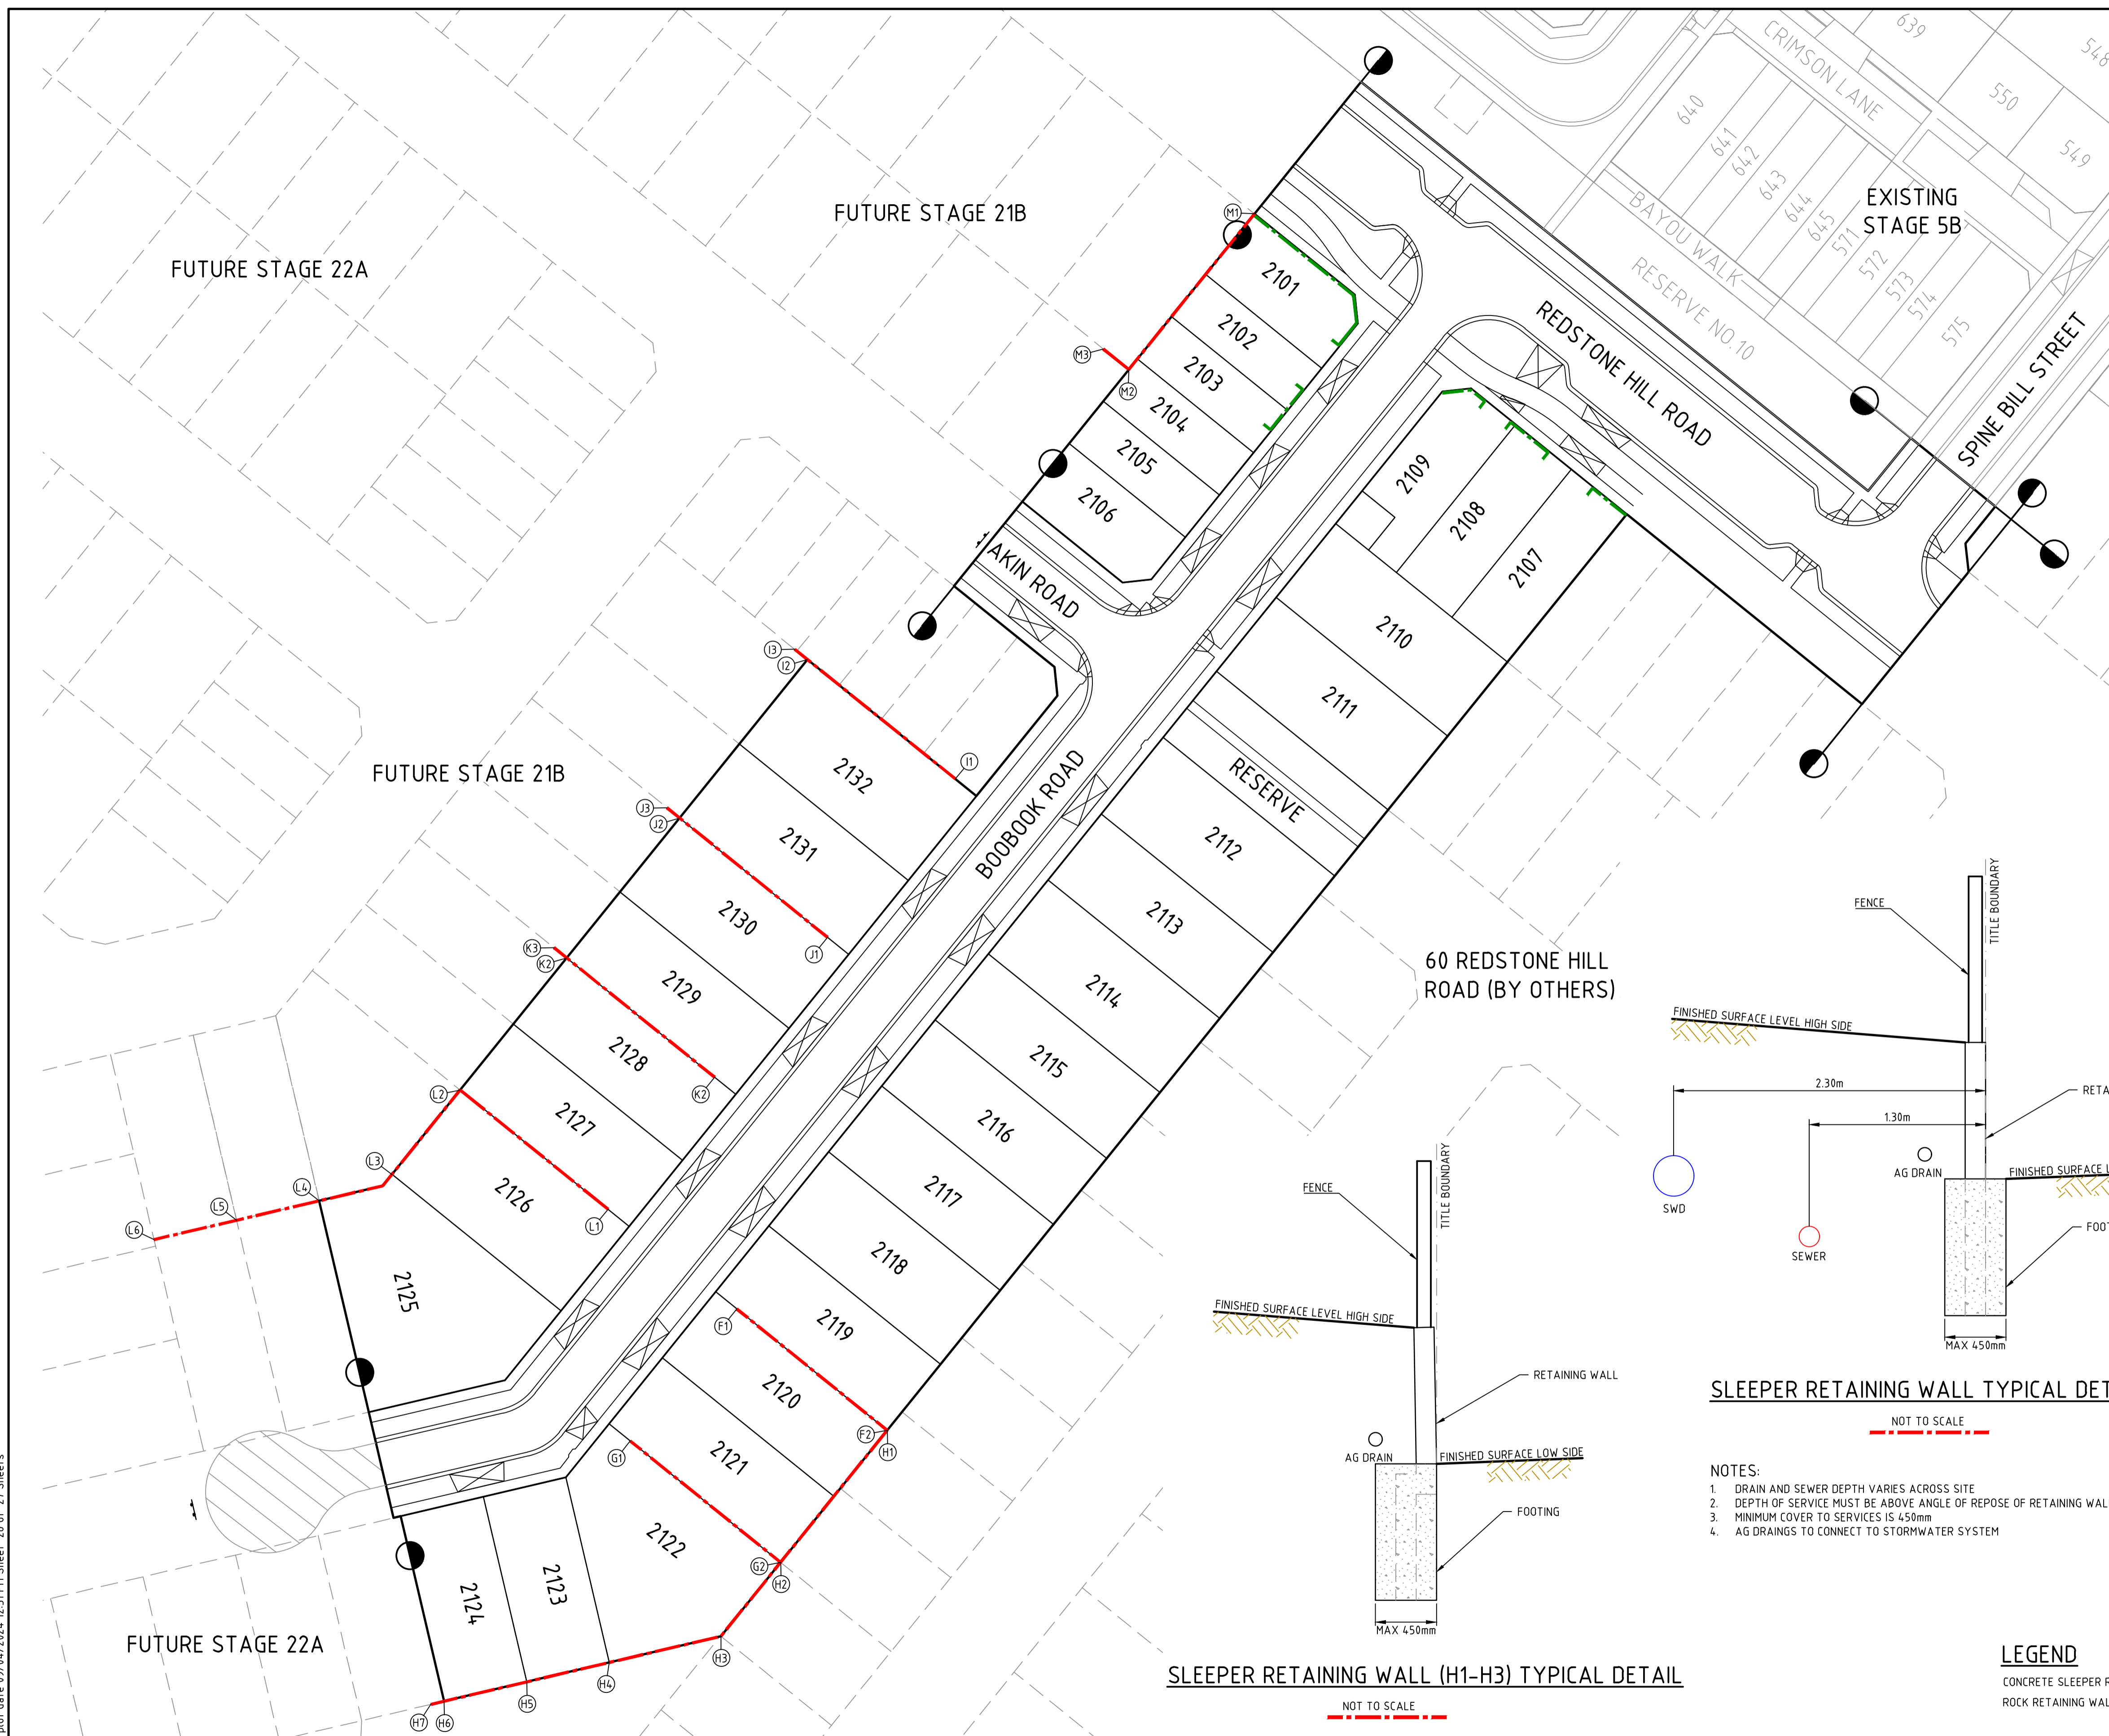 FUTURE STAGE 22A
FUTURE STAGE 21B
EXISTING
STAGE 5B
CRIMSON LANE
639
548
550
549
640
641
642
643
644
645
571
572
573
574
575
BAYOU WALK
RESERVE NO.10
REDSTONE HILL ROAD
SPINE BILL STREET
M1
M3
M2
2101
2102
2103
2104
2105
2106
2109
2108
2107
2110
2111
RESERVE
AKIN ROAD
BOOBOOK ROAD
FUTURE STAGE 21B
I3
I2
I1
2132
J3
J2
2131
2130
J1
K3
K2
2129
2128
K2
L2
2127
2126
L1
L3
L4
L5
L6
2125
2112
2113
2114
2115
2116
2117
2118
2119
2120
2121
2122
2123
2124
F1
F2
H1
G1
G2
H2
H3
H4
H5
H6
H7
FUTURE STAGE 22A
60 REDSTONE HILL
ROAD (BY OTHERS)
FENCE
TITLE BOUNDARY
FINISHED SURFACE LEVEL HIGH SIDE
2.30m
1.30m
AG DRAIN
SWD
SEWER
MAX 450mm
SLEEPER RETAINING WALL TYPICAL
NOT TO SCALE
NOTES:
1. DRAIN AND SEWER DEPTH VARIES ACROSS SITE
2. DEPTH OF SERVICE MUST BE ABOVE ANGLE OF REPOSE OF RETAINING
3. MINIMUM COVER TO SERVICES IS 450mm
4. AG DRAINGS TO CONNECT TO STORMWATER SYSTEM
FENCE
TITLE BOUNDARY
FINISHED SURFACE LEVEL HIGH SIDE
RETAINING WALL
AG DRAIN
FINISHED SURFACE LOW SIDE
FOOTING
MAX 450mm
SLEEPER RETAINING WALL (H1-H3) TYPICAL DETAIL
NOT TO SCALE
LEGEND
CONCRETE SLEEPER
ROCK RETAINING